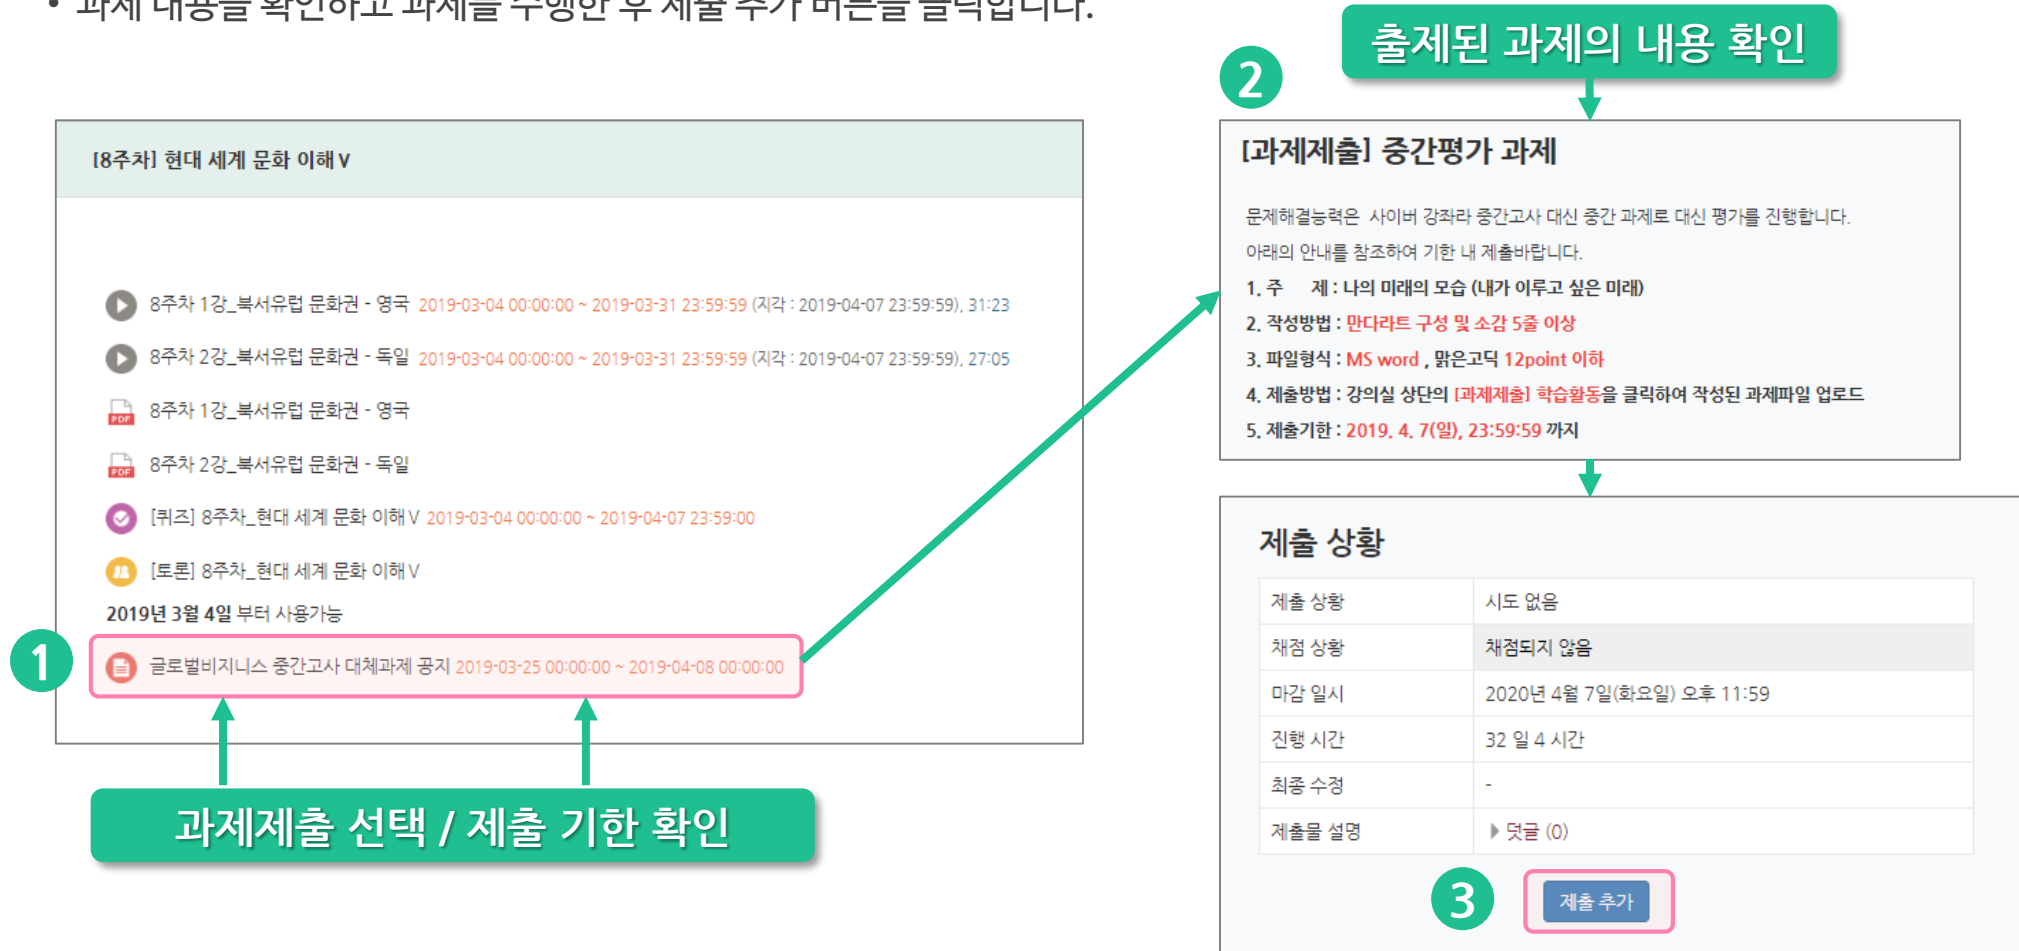 • 과제 내용을 확인하고 과제를 수행한 후 제출 추가 버튼을 클릭합니다.
출제된 과제의 내용 확인
2
[8주차] 현대 세계 문화 이해Ⅴ
8주차 1강_북서유럽 문화권 - 영국 2019-03-04 00:00:00 ~ 2019-03-31 23:59:59 (지각 : 2019-04-07 23:59:59), 31:23
8주차 2강_북서유럽 문화권 - 독일 2019-03-04 00:00:00 ~ 2019-03-31 23:59:59 (지각 : 2019-04-07 23:59:59), 27:05
PDF 8주차 1강_북서유럽 문화권 - 영국
PDF 8주차 2강_북서유럽 문화권 - 독일
[퀴즈] 8주차_현대 세계 문화 이해Ⅴ 2019-03-04 00:00:00 ~ 2019-04-07 23:59:00
[토론] 8주차_현대 세계 문화 이해Ⅴ
2019년 3월 4일 부터 사용가능
1
글로벌비지니스 중간고사 대체과제 공지 2019-03-25 00:00:00 ~ 2019-04-08 00:00:00
과제제출 선택 / 제출 기한 확인
[과제제출] 중간평가 과제
문제해결능력은 사이버 강좌라 중간고사 대신 중간 과제로 대신 평가를 진행합니다.
아래의 안내를 참조하여 기한 내 제출바랍니다.
1. 주 제 : 나의 미래의 모습 (내가 이루고 싶은 미래)
2. 작성방법 : 만다라트 구성 및 소감 5줄 이상
3. 파일형식 : MS word , 맑은고딕 12point 이하
4. 제출방법 : 강의실 상단의 [과제제출] 학습활동을 클릭하여 작성된 과제파일 업로드
5. 제출기한 : 2019. 4. 7(일), 23:59:59 까지
제출 상황
제출 상황 시도 없음
채점 상황 채점되지 않음
마감 일시 2020년 4월 7일(화요일) 오후 11:59
진행 시간 32 일 4 시간
최종 수정 -
제출물 설명 ▶ 덧글 (0)
3
제출 추가